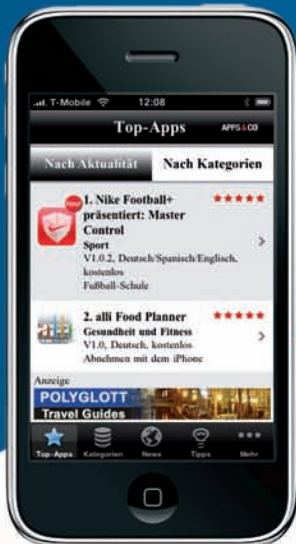 T-Mobile 12:08
Top-Apps APPS&CO
Nach Aktualität Nach Kategorien
Neu!
1. Nike Football+
präsentiert: Master
Control
Sport
V1.0.2, Deutsch/Spanisch/Englisch,
kostenlos
Fußball-Schule
alli
2. alli Food Planner
Gesundheit und Fitness
V1.0, Deutsch, kostenlos
Abnehmen mit dem iPhone
Anzeige
POLYGLOTT
Travel Guides
Top-Apps Kategorien News Tipps Mehr